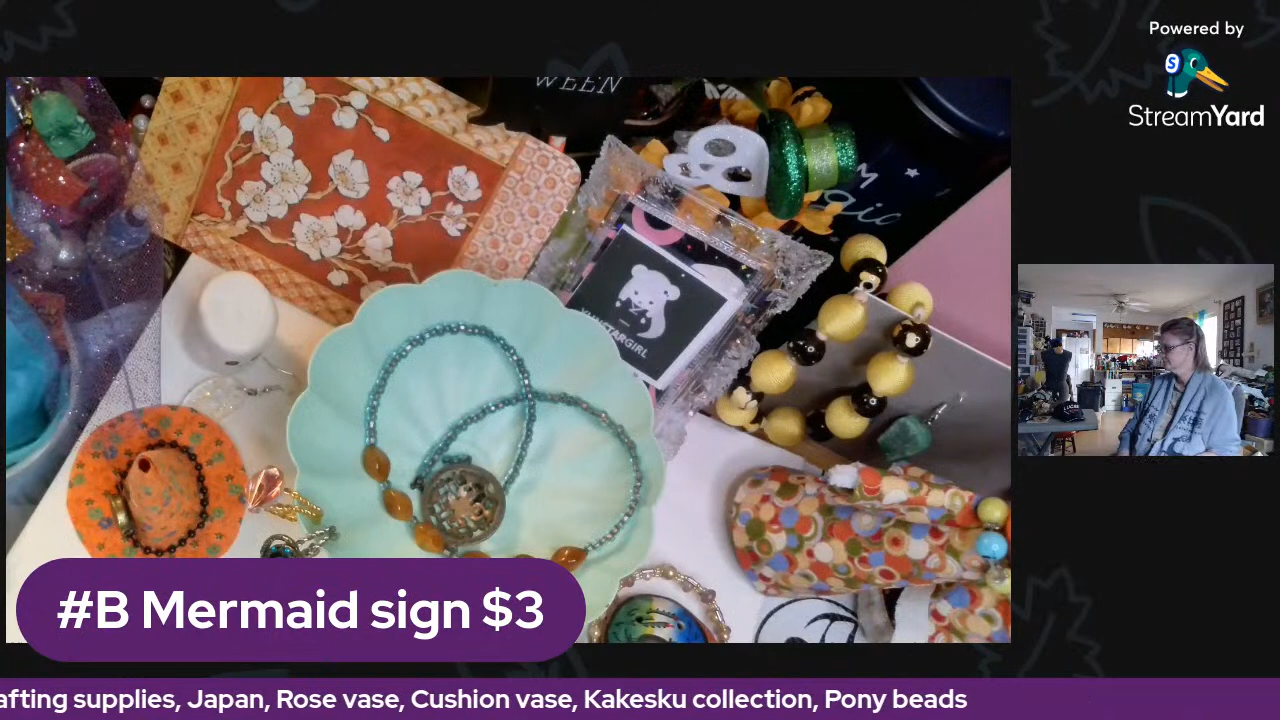 Powered by
StreamYard
WEEN
#B Mermaid sign $3
afting supplies, Japan, Rose vase, Cushion vase, Kakesku collection, Pony beads